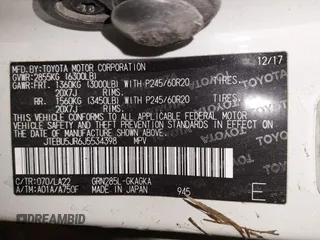 MFD.BY: TOYOTA MOTOR CORPORATION 12/17
GVWR: 2855KG (6300LB)
GAWR: FRT. 1360KG (3000LB) WITH P245/60R20 TIRES,
20X7J RIMS,
RR. 1560KG (3450LB) WITH P245/60R20 TIRES,
20X7J RIMS,
THIS VEHICLE CONFORMS TO ALL APPLICABLE FEDERAL MOTOR
VEHICLE SAFETY AND THEFT PREVENTION STANDARDS IN
EFFECT ON THE DATE OF MANUFACTURE SHOWN ABOVE.
JTEBU5JR6J5534398 MPV
C/TR: 070/LA22 GRN285L-GKAGKA
A/TM: A01A/A750F MADE IN JAPAN 945 E
TOYOTA
DREAMBID